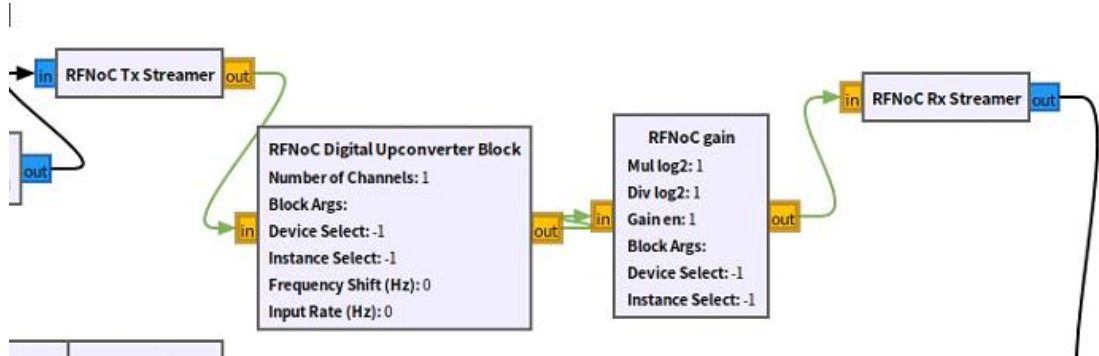 in
RFNoC Tx Streamer
out
out
in
RFNoC Digital Upconverter Block
Number of Channels: 1
Block Args:
Device Select: -1
Instance Select: -1
Frequency Shift (Hz): 0
Input Rate (Hz): 0
out
in
RFNoC gain
Mul log2: 1
Div log2: 1
Gain en: 1
Block Args:
Device Select: -1
Instance Select: -1
out
in
RFNoC Rx Streamer
out